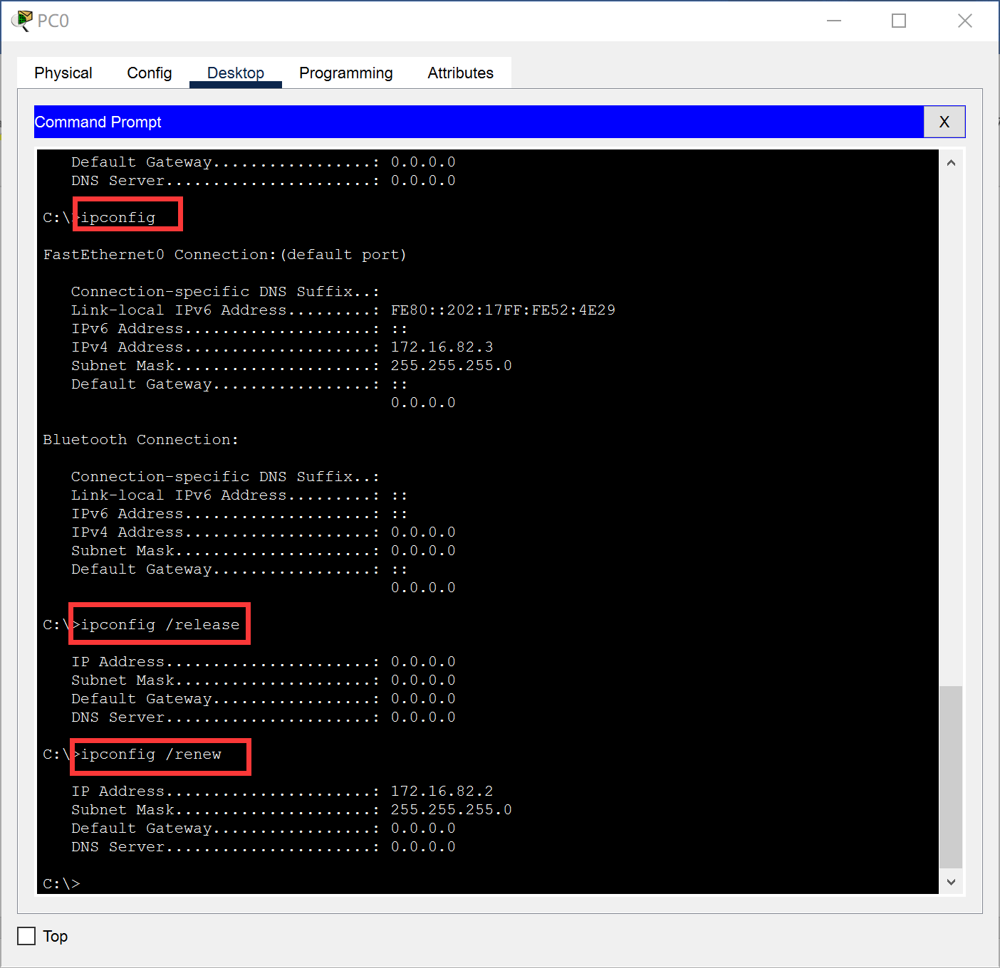 PC0
Physical Config Desktop Programming Attributes
Command Prompt X
Default Gateway.................: 0.0.0.0
DNS Server......................: 0.0.0.0
C:\>ipconfig
FastEthernet0 Connection:(default port)
Connection-specific DNS Suffix..:
Link-local IPv6 Address.........: FE80::202:17FF:FE52:4E29
IPv6 Address....................: ::
IPv4 Address....................: 172.16.82.3
Subnet Mask.....................: 255.255.255.0
Default Gateway.................: ::
0.0.0.0
Bluetooth Connection:
Connection-specific DNS Suffix..:
Link-local IPv6 Address.........: ::
IPv6 Address....................: ::
IPv4 Address....................: 0.0.0.0
Subnet Mask.....................: 0.0.0.0
Default Gateway.................: ::
0.0.0.0
C:\>ipconfig /release
IP Address......................: 0.0.0.0
Subnet Mask.....................: 0.0.0.0
Default Gateway.................: 0.0.0.0
DNS Server......................: 0.0.0.0
C:\>ipconfig /renew
IP Address......................: 172.16.82.2
Subnet Mask.....................: 255.255.255.0
Default Gateway.................: 0.0.0.0
DNS Server......................: 0.0.0.0
C:\>
Top